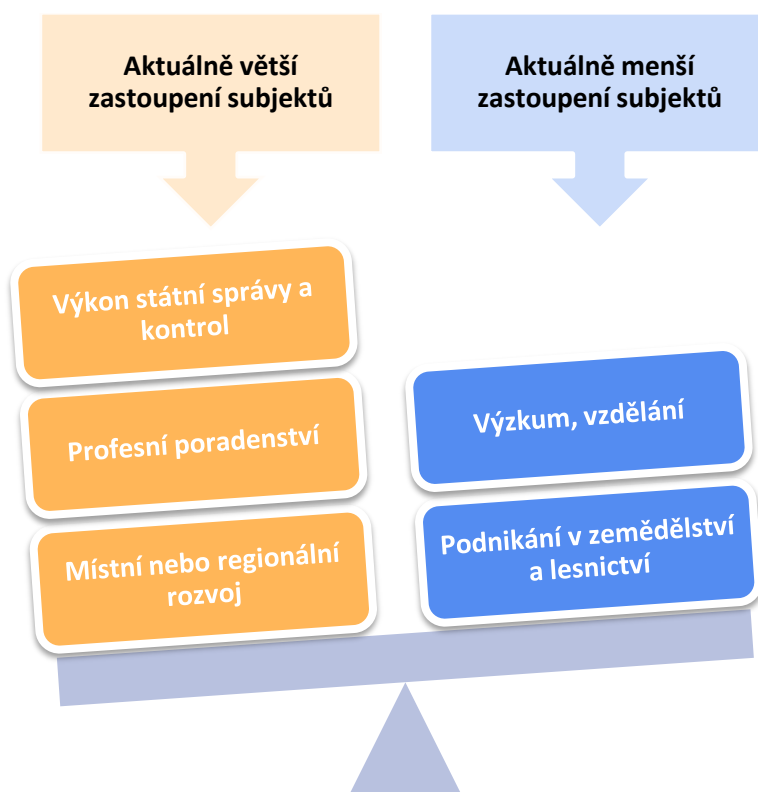 Aktuálně větší
zastoupení subjektů
Aktuálně menší
zastoupení subjektů
Výkon státní správy a
kontrol
Profesní poradenství
Místní nebo regionální
rozvoj
Výzkum, vzdělání
Podnikání v zemědělství
a lesnictví